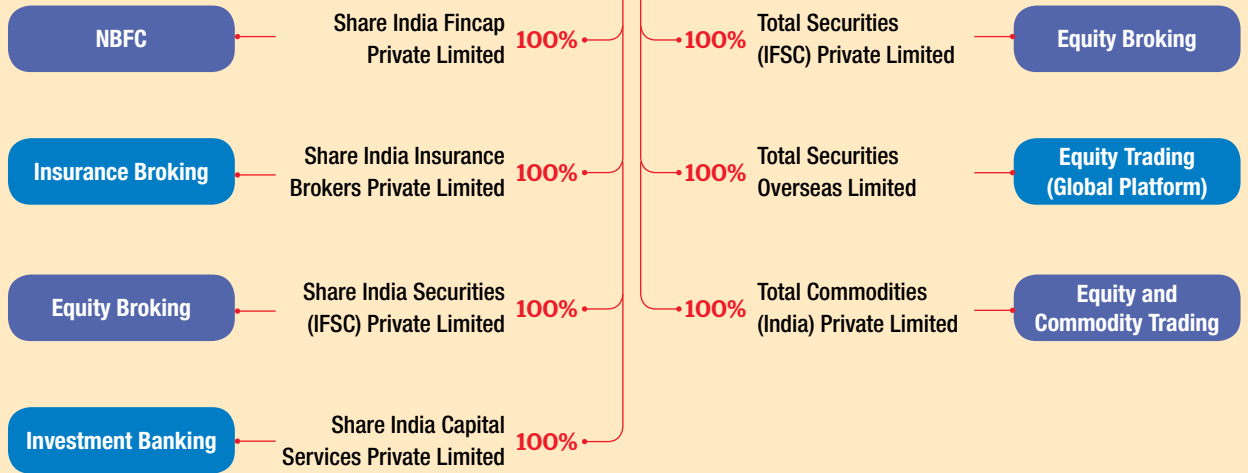 NBFC
Share India Fincap
Private Limited
100%
100%
Total Securities
(IFSC) Private Limited
Equity Broking
Insurance Broking
Share India Insurance
Brokers Private Limited
100%
100%
Total Securities
Overseas Limited
Equity Trading
(Global Platform)
Equity Broking
Share India Securities
(IFSC) Private Limited
100%
100%
Total Commodities
(India) Private Limited
Equity and
Commodity Trading
Investment Banking
Share India Capital
Services Private Limited
100%